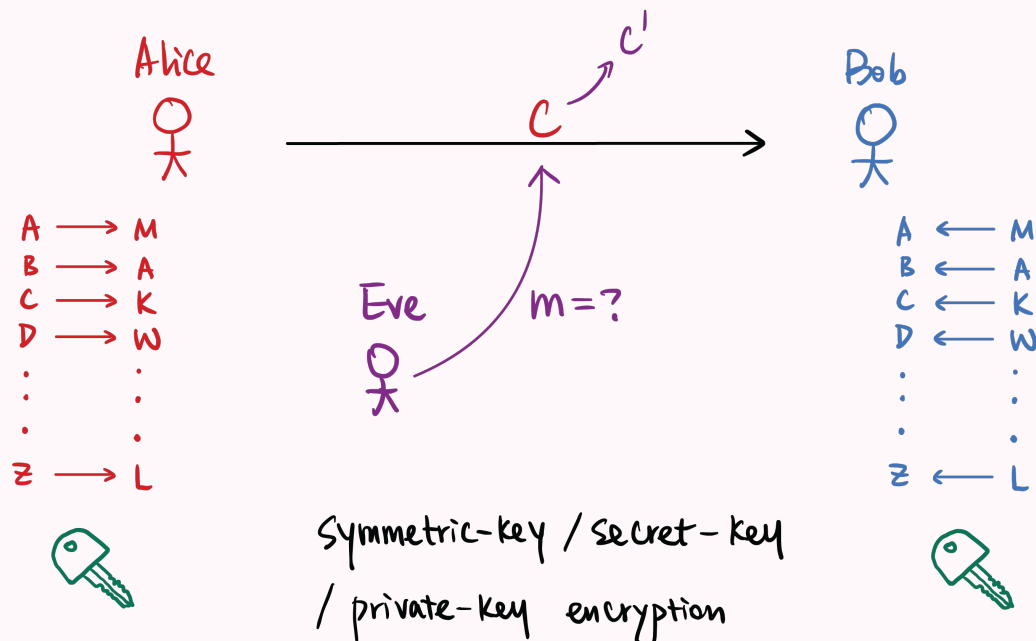 Alice
C'
Bob
C
A → M
B → A
C → K
D → W
Z → L
Eve
m=?
A ← M
B ← A
C ← K
D ← W
Z ← L
symmetric-key / secret-key
/ private-key encryption